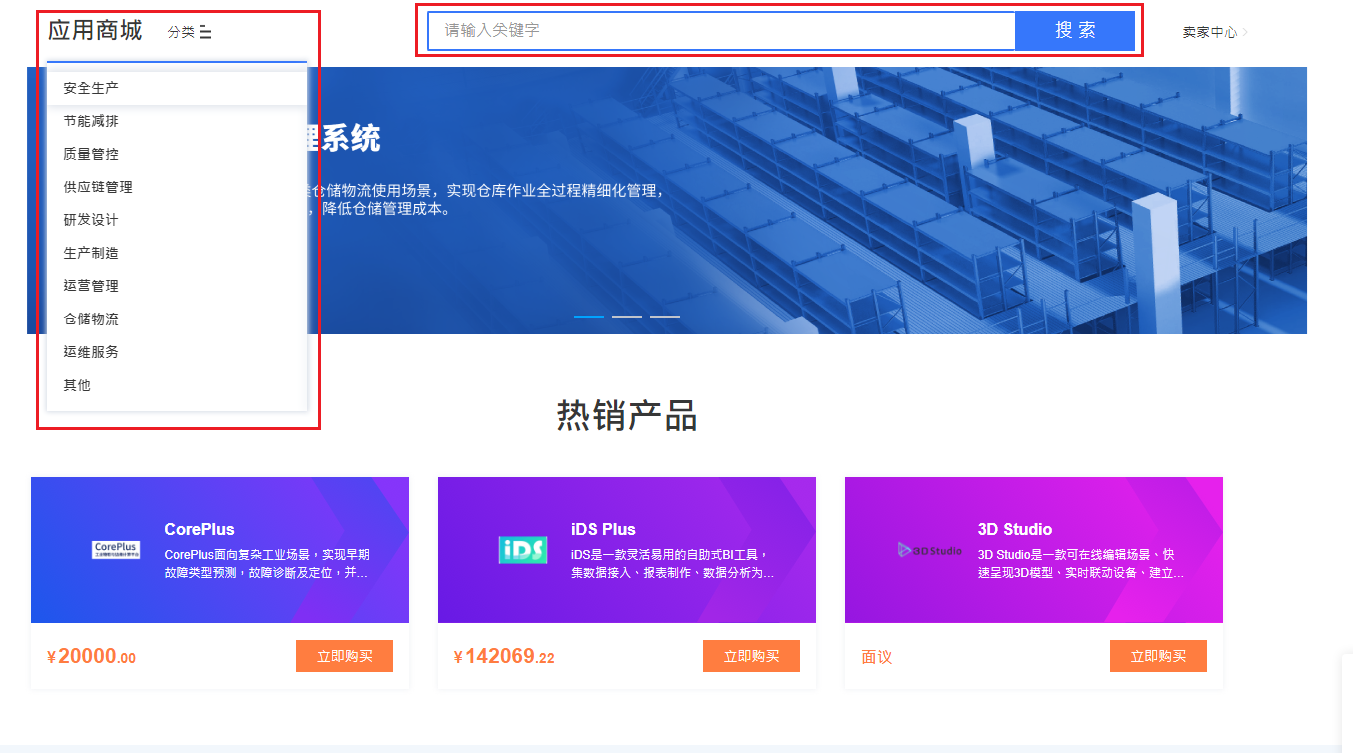 应用商城 分类
请输入关键字 搜 索
卖家中心
安全生产
节能减排
质量管控
供应链管理
研发设计
生产制造
运营管理
仓储物流
运维服务
其他
理系统
仓储物流使用场景，实现仓库作业全过程精细化管理，
，降低仓储管理成本。
热销产品
CorePlus
CorePlus
CorePlus面向复杂工业场景，实现早期
故障类型预测，故障诊断及定位，并...
¥20000.00 立即购买
iDS
iDS Plus
iDS是一款灵活易用的自助式BI工具，
集数据接入、报表制作、数据分析为...
¥142069.22 立即购买
3D Studio
3D Studio
3D Studio是一款可在线编辑场景、快
速呈现3D模型、实时联动设备、建立...
面议 立即购买